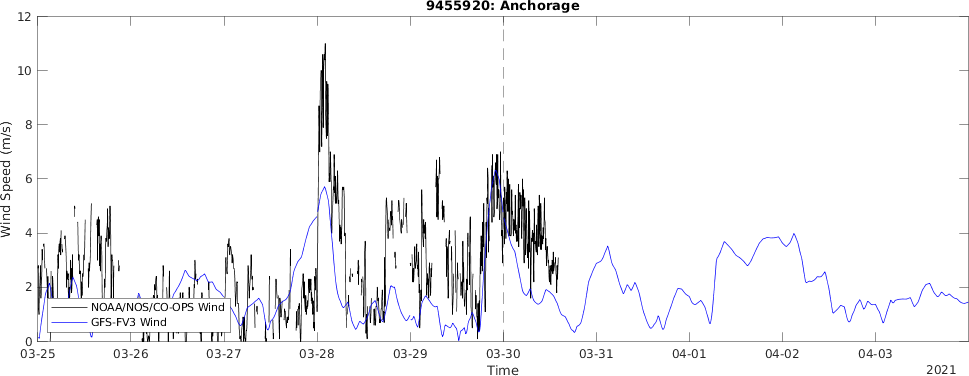 9455920: Anchorage
12
10
8
6
4
2
0
Wind Speed (m/s)
NOAA/NOS/CO-OPS Wind
GFS-FV3 Wind
03-25 03-26 03-27 03-28 03-29 03-30 03-31 04-01 04-02 04-03
Time
2021